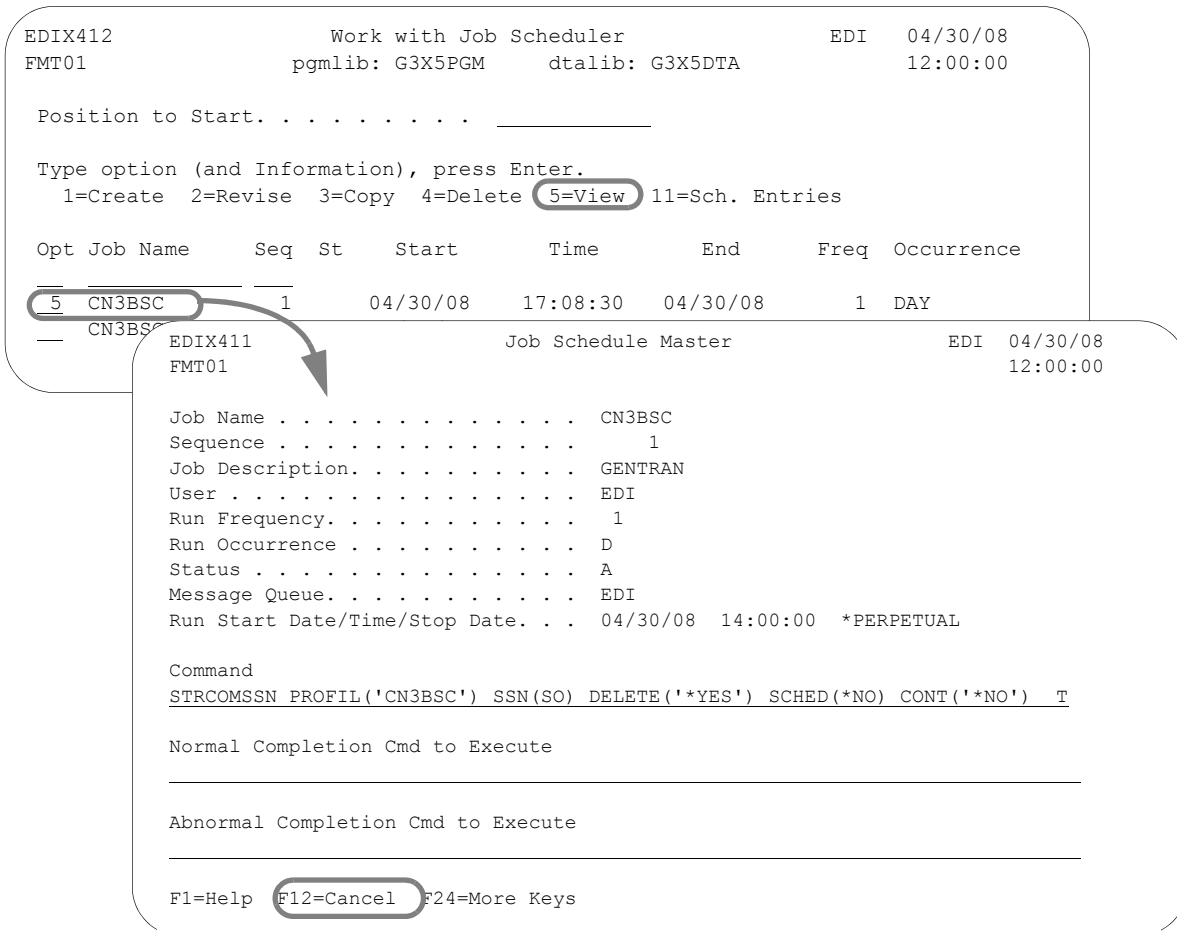 EDIX412 Work with Job Scheduler EDI 04/30/08
FMT01 pgmlib: G3X5PGM dtalib: G3X5DTA 12:00:00
Position to Start. . . . . . . . .
Type option (and Information), press Enter.
1=Create 2=Revise 3=Copy 4=Delete 5=View 11=Sch. Entries
Opt Job Name Seq St Start Time End Freq Occurrence
5 CN3BSC 1 04/30/08 17:08:30 04/30/08 1 DAY
CN3BS
EDIX411 Job Schedule Master EDI 04/30/08
FMT01 12:00:00
Job Name . . . . . . . . . . . . . CN3BSC
Sequence . . . . . . . . . . . . . 1
Job Description. . . . . . . . . . GENTRAN
User . . . . . . . . . . . . . . . EDI
Run Frequency. . . . . . . . . . . 1
Run Occurrence . . . . . . . . . . D
Status . . . . . . . . . . . . . . A
Message Queue. . . . . . . . . . . EDI
Run Start Date/Time/Stop Date. . . 04/30/08 14:00:00 *PERPETUAL
Command
STRCOMSSN PROFIL('CN3BSC') SSN(SO) DELETE('*YES') SCHED(*NO) CONT('*NO') T
Normal Completion Cmd to Execute
Abnormal Completion Cmd to Execute
F1=Help F12=Cancel F24=More Keys